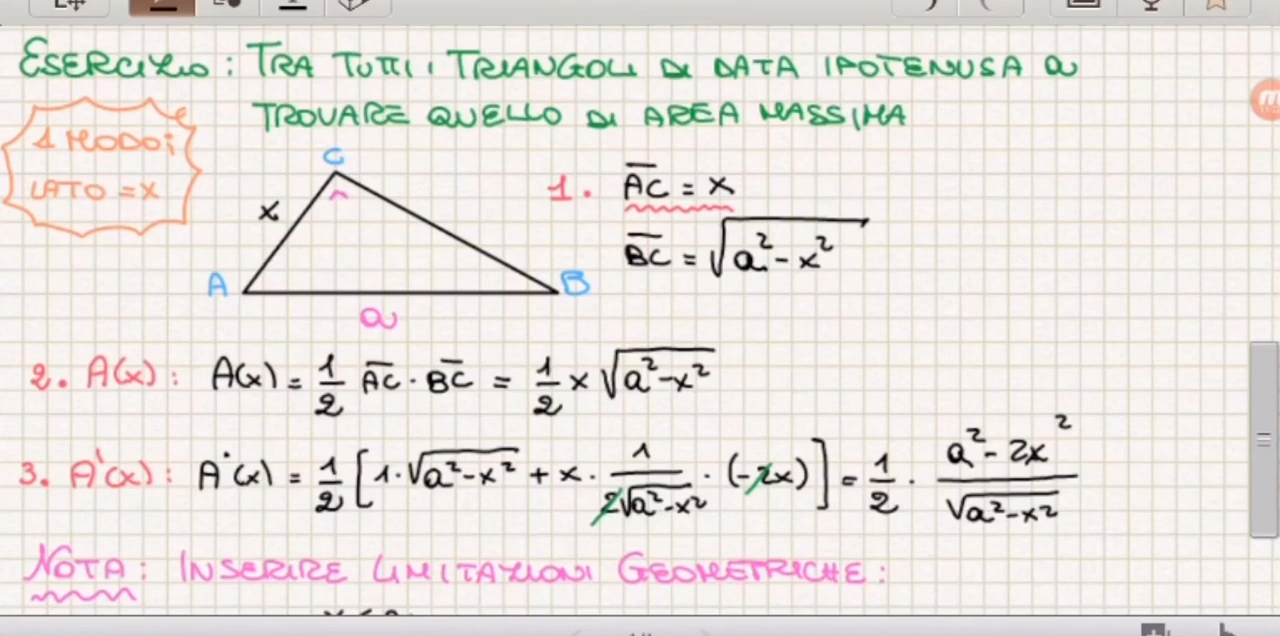 ESERCIZIO: TRA TUTTI I TRIANGOLI DI DATA IPOTENUSA a
TROVARE QUELLO DI AREA MASSIMA
1 MODO:
LATO = x
C
x
A
B
a
1. AC̅ = x
BC̅ = √(a² - x²)
2. A(x): A(x) = 1/2 AC̅ · BC̅ = 1/2 x √(a² - x²)
3. A'(x): A'(x) = 1/2 [1·√(a² - x²) + x · 1/(2√(a² - x²)) · (-2x)] = 1/2 · (a² - 2x²)/√(a² - x²)
NOTA: INSERIRE LIMITAZIONI GEOMETRICHE: